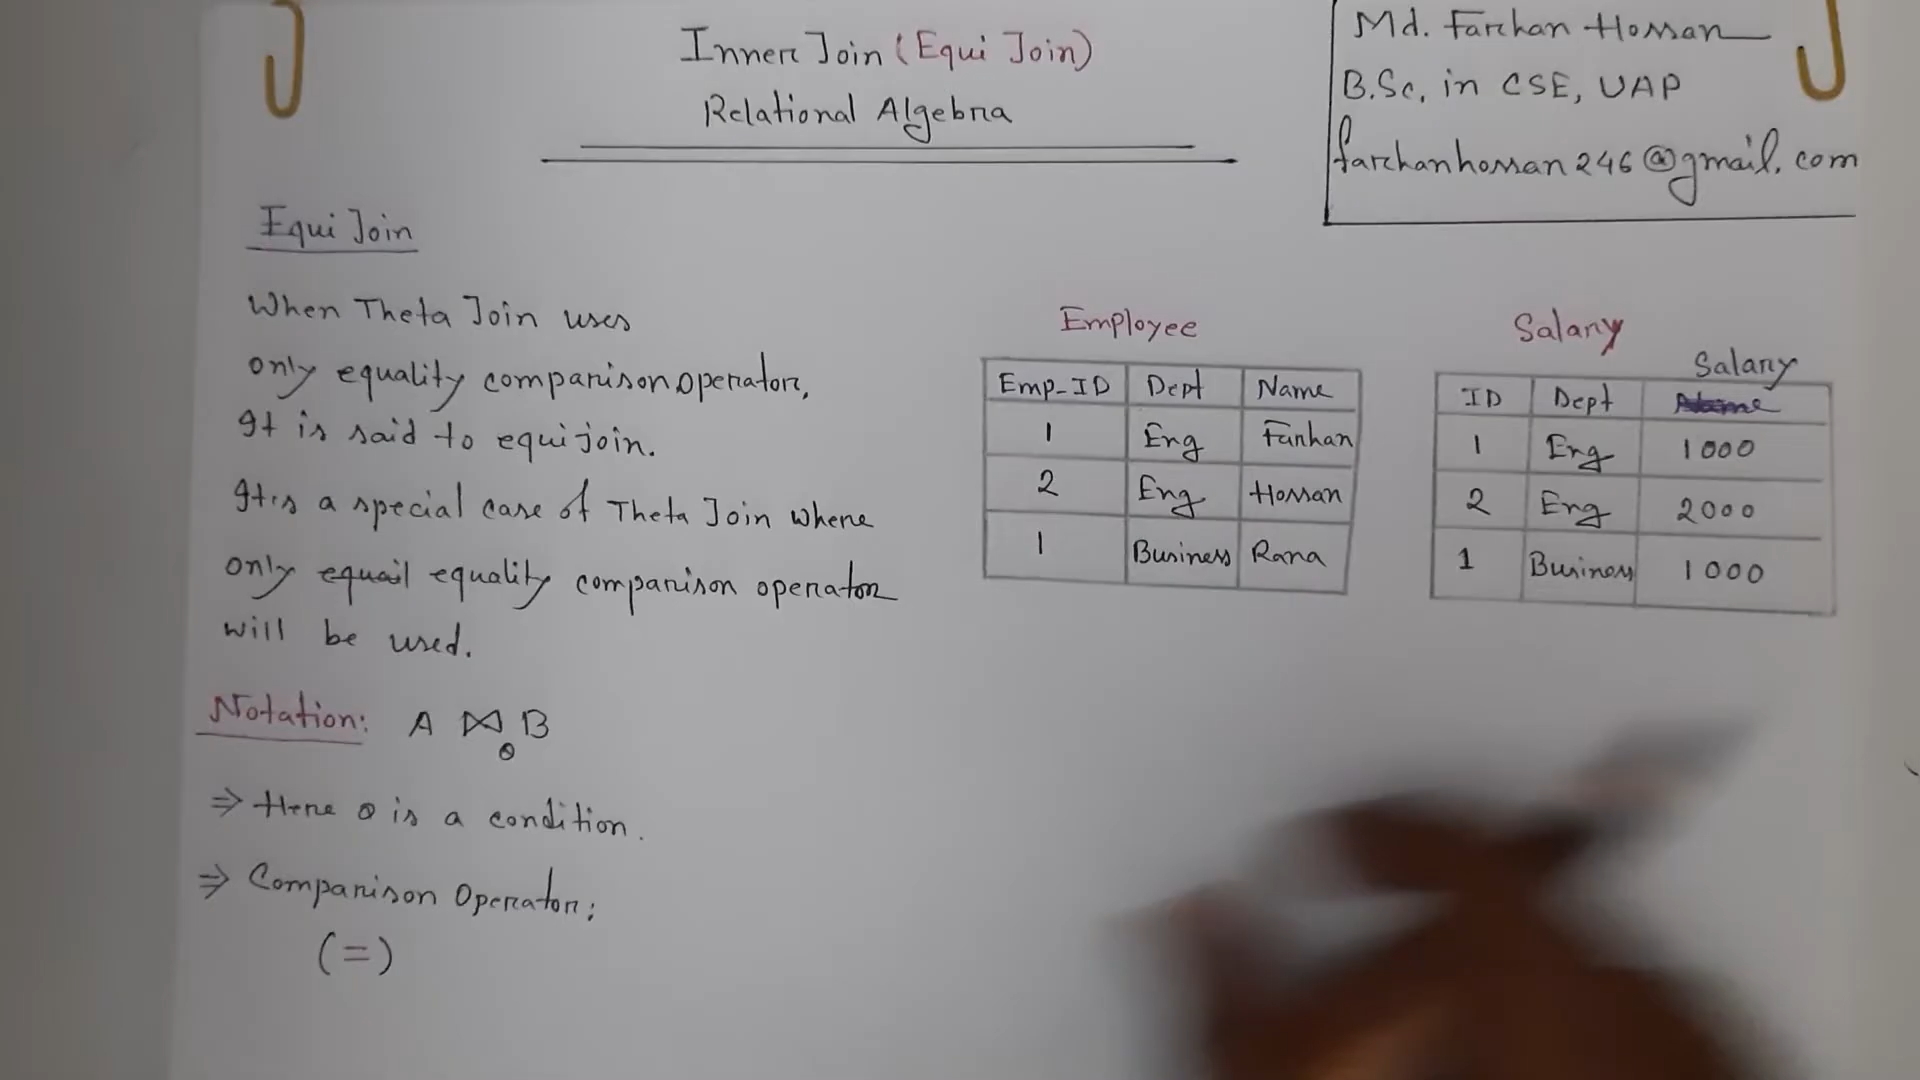 Inner Join (Equi Join)
Relational Algebra
Md. Farhan Hossan
B.Sc. in CSE, UAP
farhanhossan246@gmail.com
Equi Join
When Theta Join uses
only equality comparison operator,
It is said to equi join.
It is a special case of Theta Join where
only equail equality comparison operator
will be used.
Notation: A ⋈ B
θ
⇒ Here θ is a condition.
⇒ Comparison Operator:
(=)
Employee
Emp_ID Dept Name
1 Eng Farhan
2 Eng Hossan
1 Business Rana
Salary
Salary
ID Dept Name
1 Eng 1000
2 Eng 2000
1 Business 1000